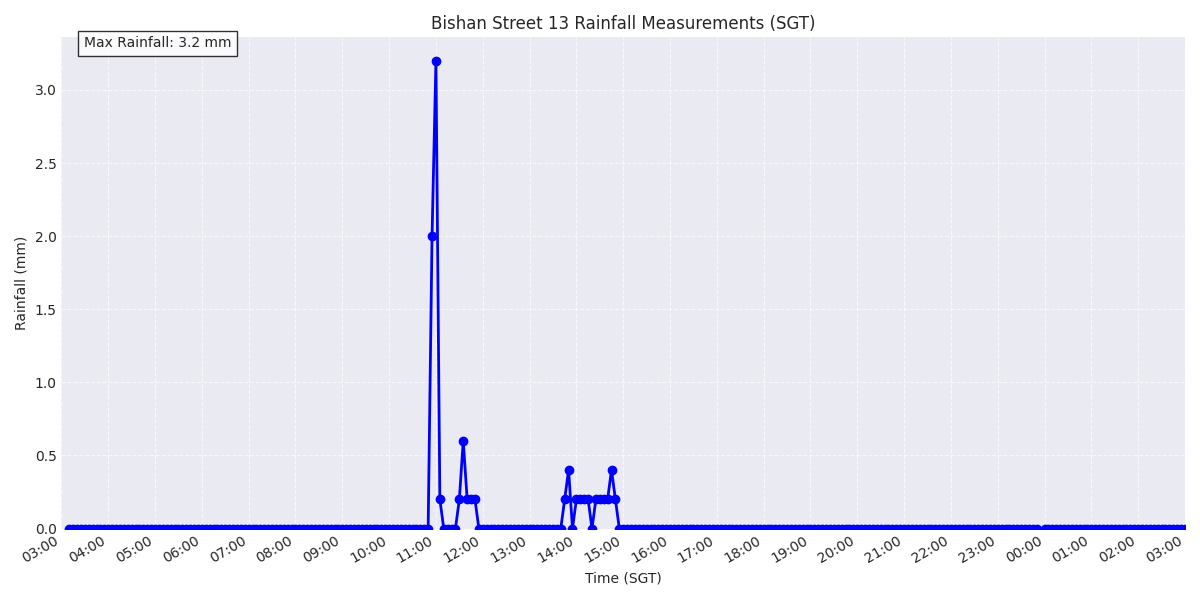 Bishan Street 13 Rainfall Measurements (SGT)
Max Rainfall: 3.2 mm
3.0
2.5
2.0
1.5
1.0
0.5
0.0
Rainfall (mm)
03:00 04:00 05:00 06:00 07:00 08:00 09:00 10:00 11:00 12:00 13:00 14:00 15:00 16:00 17:00 18:00 19:00 20:00 21:00 22:00 23:00 00:00 01:00 02:00 03:00
Time (SGT)